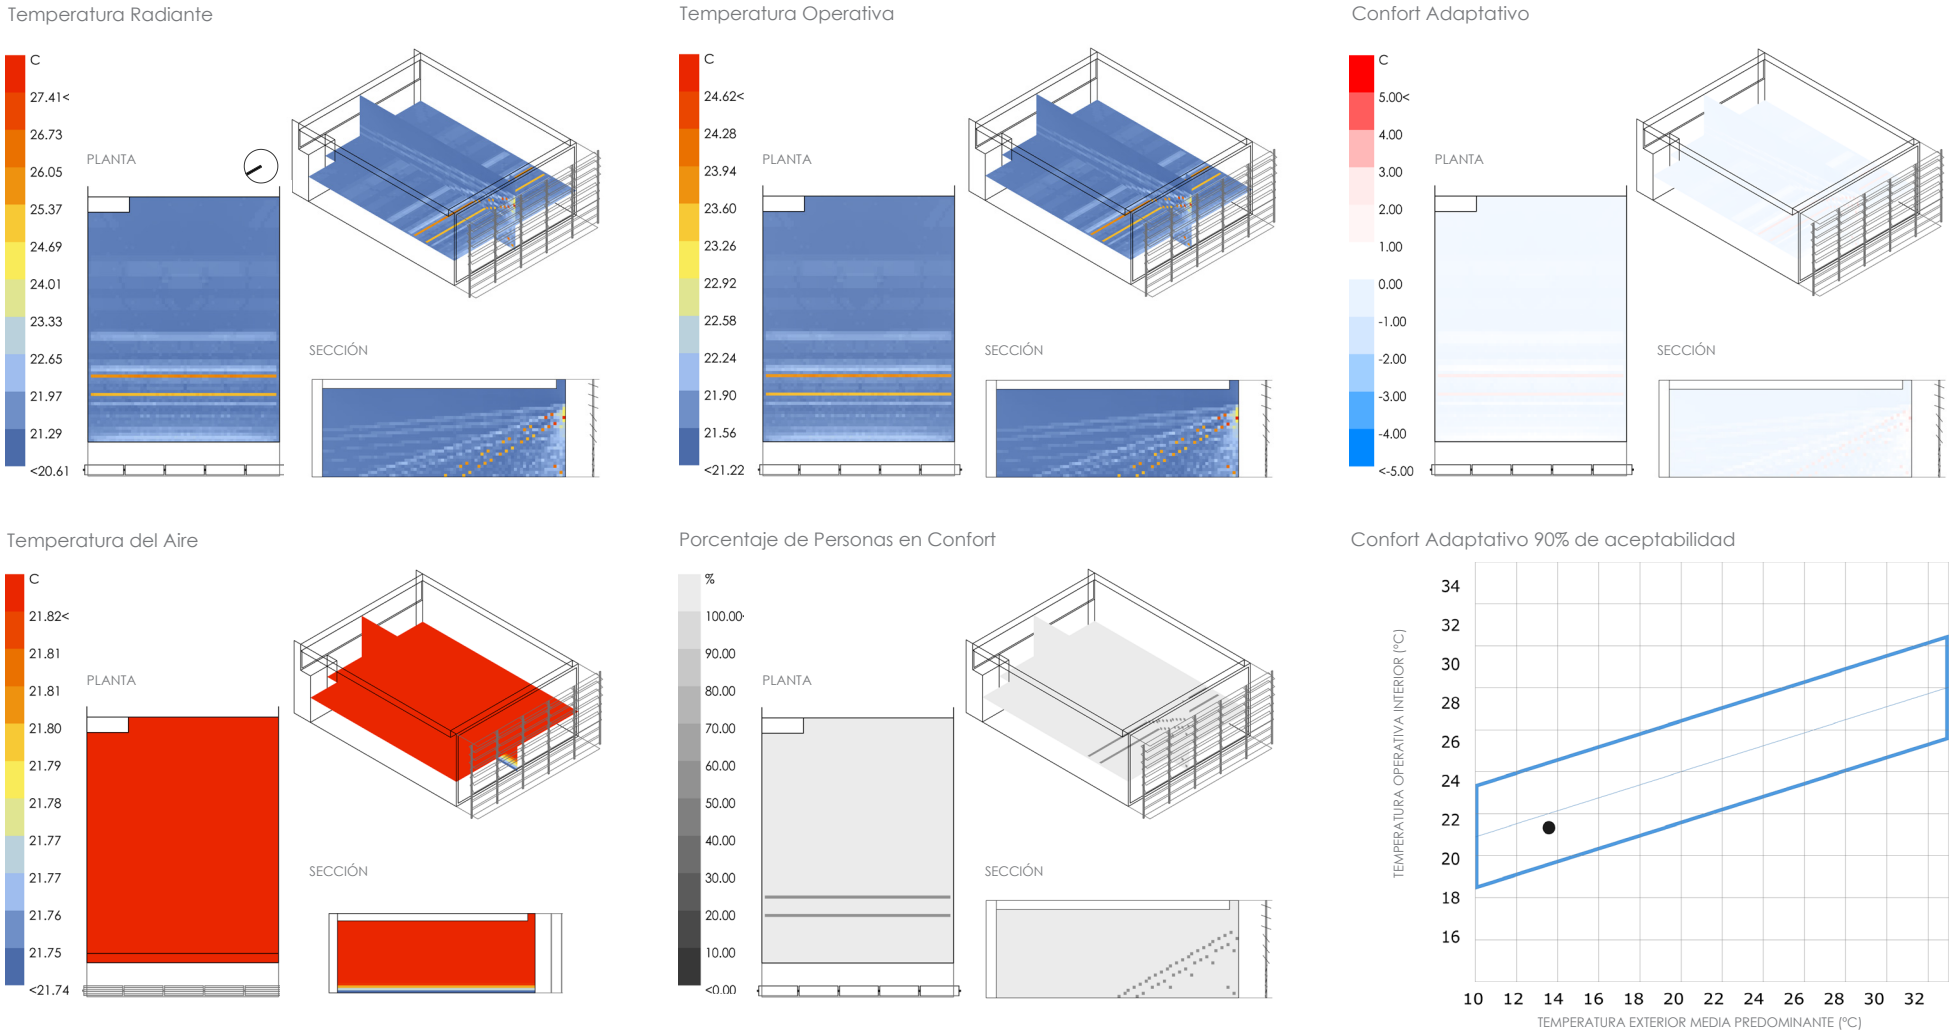 Temperatura Radiante
C
27.41<
26.73
26.05
25.37
24.69
24.01
23.33
22.65
21.97
21.29
<20.61
PLANTA
SECCIÓN
Temperatura Operativa
C
24.62<
24.28
23.94
23.60
23.26
22.92
22.58
22.24
21.90
21.56
<21.22
PLANTA
SECCIÓN
Confort Adaptativo
C
5.00<
4.00
3.00
2.00
1.00
0.00
-1.00
-2.00
-3.00
-4.00
<-5.00
PLANTA
SECCIÓN
Temperatura del Aire
C
21.82<
21.81
21.81
21.80
21.79
21.78
21.77
21.77
21.76
21.75
<21.74
PLANTA
SECCIÓN
Porcentaje de Personas en Confort
%
100.00
90.00
80.00
70.00
60.00
50.00
40.00
30.00
20.00
10.00
<0.00
PLANTA
SECCIÓN
Confort Adaptativo 90% de aceptabilidad
TEMPERATURA OPERATIVA INTERIOR (°C)
34
32
30
28
26
24
22
20
18
16
10 12 14 16 18 20 22 24 26 28 30 32
TEMPERATURA EXTERIOR MEDIA PREDOMINANTE (°C)